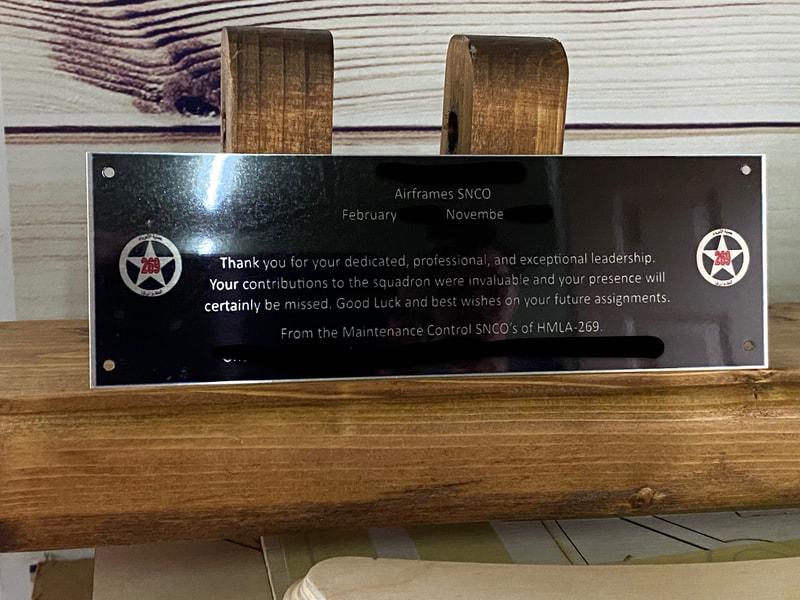 Airframes SNCO
February Novembe
269
269
Thank you for your dedicated, professional, and exceptional leadership.
Your contributions to the squadron were invaluable and your presence will
certainly be missed. Good Luck and best wishes on your future assignments.
From the Maintenance Control SNCO's of HMLA-269.